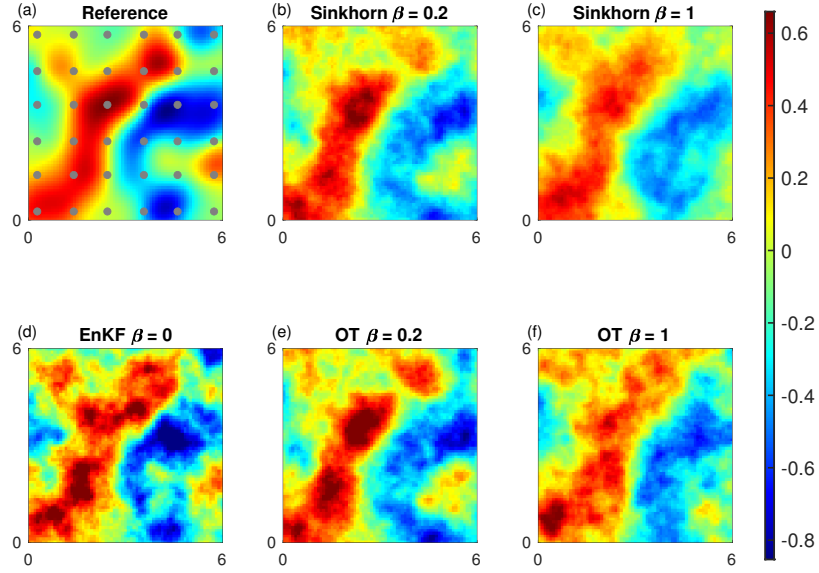 (a) Reference
(b) Sinkhorn β = 0.2
(c) Sinkhorn β = 1
6 6 6
0 0 0
0 6 0 6 0 6
(d) EnKF β = 0
(e) OT β = 0.2
(f) OT β = 1
6 6 6
0 0 0
0 6 0 6 0 6
0.6
0.4
0.2
0
-0.2
-0.4
-0.6
-0.8